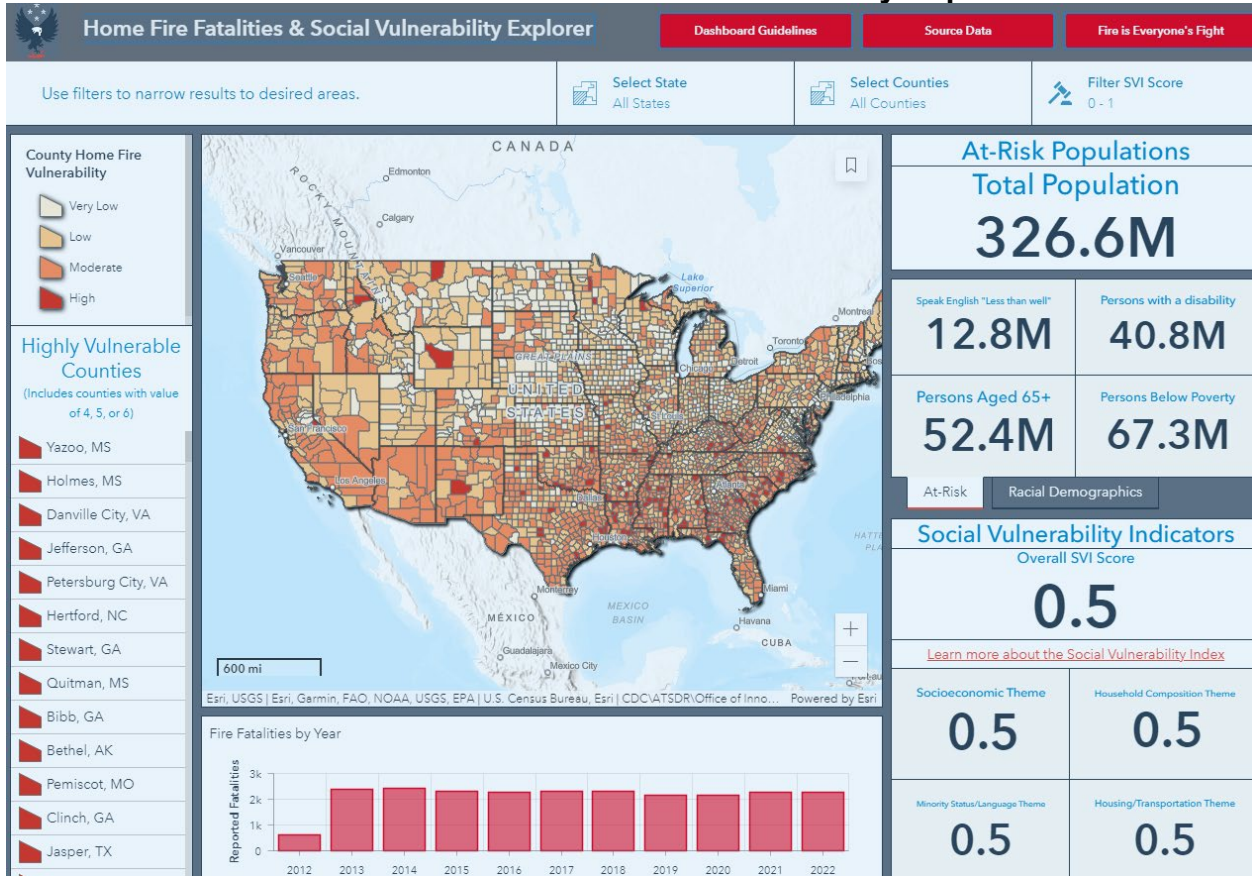 Home Fire Fatalities & Social Vulnerability Explorer
Dashboard Guidelines
Source Data
Fire is Everyone's Fight
Use filters to narrow results to desired areas.
Select State
All States
Select Counties
All Counties
Filter SVI Score
0 - 1
County Home Fire
Vulnerability
Very Low
Low
Moderate
High
Highly Vulnerable
Counties
(Includes counties with value
of 4, 5, or 6)
Yazoo, MS
Holmes, MS
Danville City, VA
Jefferson, GA
Petersburg City, VA
Hertford, NC
Stewart, GA
Quitman, MS
Bibb, GA
Bethel, AK
Pemiscot, MO
Clinch, GA
Jasper, TX
CANADA
ROCKY MOUNTAINS
Edmonton
Calgary
Vancouver
Seattle
Lake
Superior
Montreal
Toronto
Detroit
Chicago
GREAT PLAINS
UNITED
STATES
St Louis
Philadelphia
San Francisco
Los Angeles
Dallas
Atlanta
Houston
Monterrey
Miami
MÉXICO
MEXICO
BASIN
Havana
CUBA
Guadalajara
Mexico City
600 mi
+
−
Esri, USGS | Esri, Garmin, FAO, NOAA, USGS, EPA | U.S. Census Bureau, Esri | CDC\ATSDR\Office of Inno... Powered by Esri
Fire Fatalities by Year
Reported Fatalities
3k
2k
1k
0
2012 2013 2014 2015 2016 2017 2018 2019 2020 2021 2022
At-Risk Populations
Total Population
326.6M
Speak English "Less than well"
12.8M
Persons with a disability
40.8M
Persons Aged 65+
52.4M
Persons Below Poverty
67.3M
At-Risk
Racial Demographics
Social Vulnerability Indicators
Overall SVI Score
0.5
Learn more about the Social Vulnerability Index
Socioeconomic Theme
0.5
Household Composition Theme
0.5
Minority Status/Language Theme
0.5
Housing/Transportation Theme
0.5